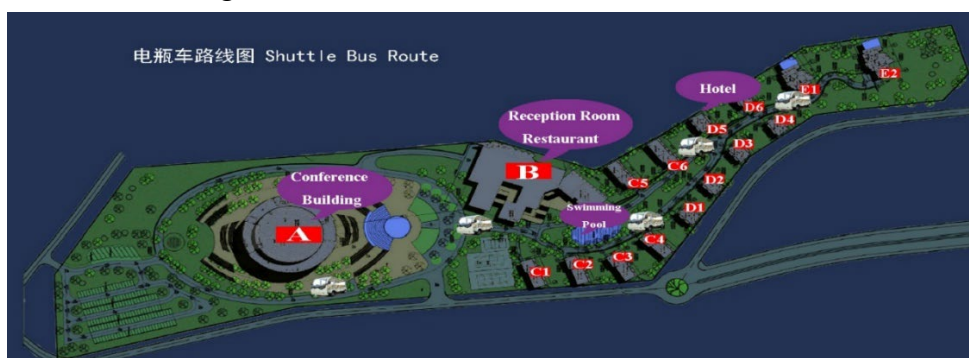 电瓶车路线图 Shuttle Bus Route
Conference
Building
A
Reception Room
Restaurant
B
Swimming
Pool
Hotel
C1
C2
C3
C4
C5
C6
D1
D2
D3
D4
D5
D6
E1
E2